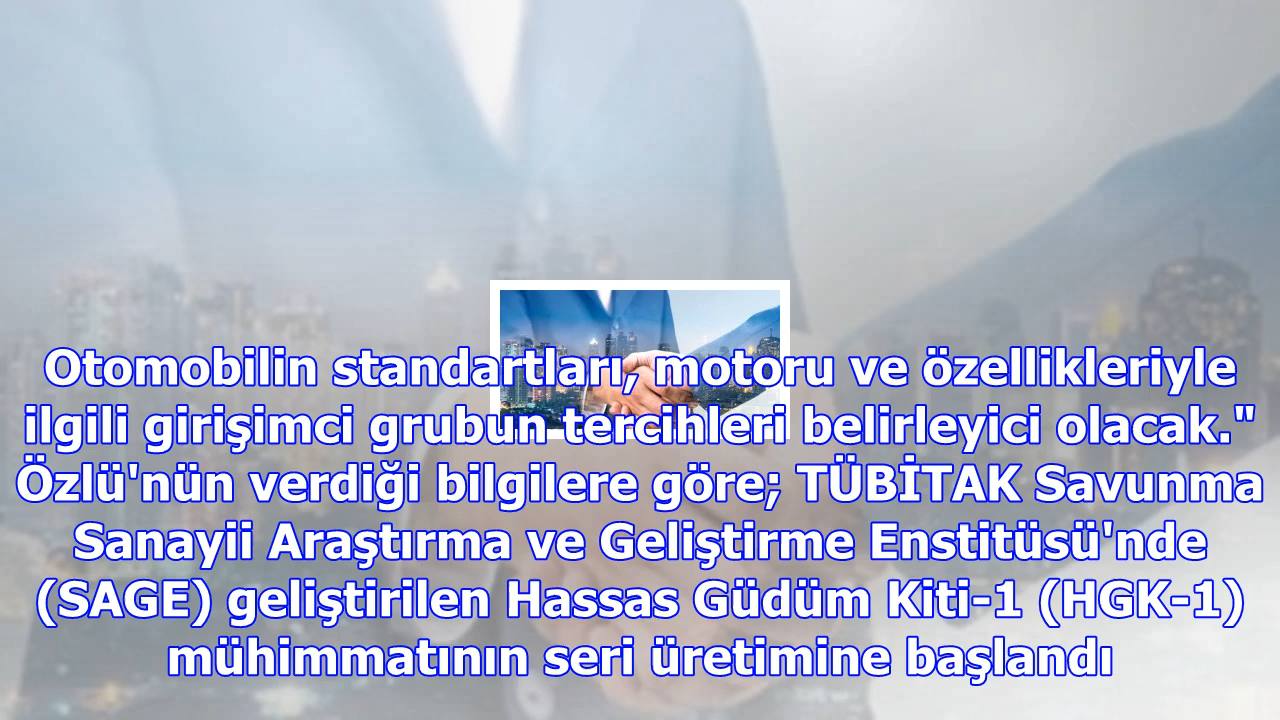 Otomobilin standartları, motoru ve özellikleriyle
ilgili girişimci grubun tercihleri belirleyici olacak."
Özlü'nün verdiği bilgilere göre; TÜBİTAK Savunma
Sanayii Araştırma ve Geliştirme Enstitüsü'nde
(SAGE) geliştirilen Hassas Güdüm Kiti-1 (HGK-1)
mühimmatının seri üretimine başlandı